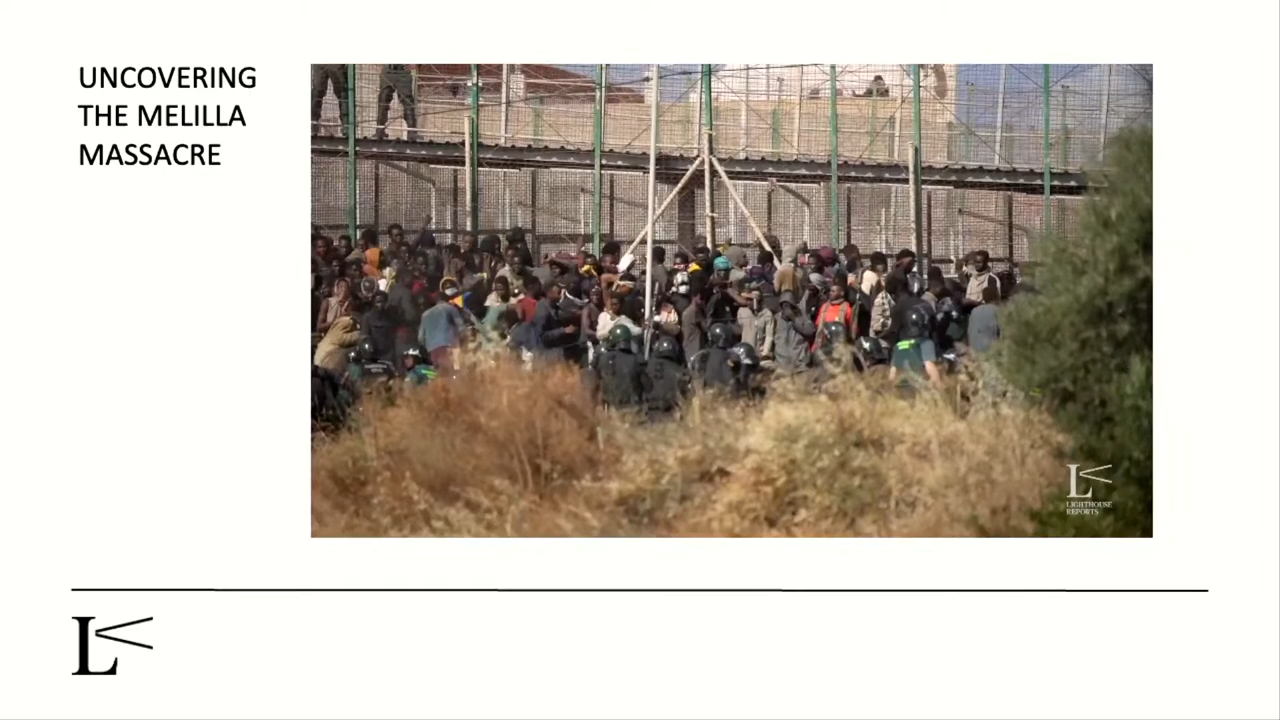 UNCOVERING
THE MELILLA
MASSACRE
L
LIGHTHOUSE
REPORTS
L